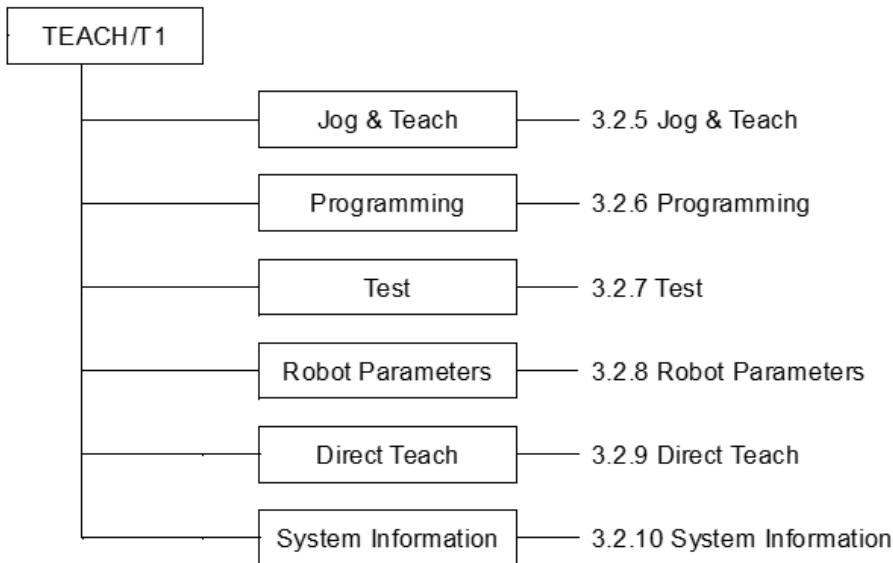 TEACH/T1
Jog & Teach
3.2.5 Jog & Teach
Programming
3.2.6 Programming
Test
3.2.7 Test
Robot Parameters
3.2.8 Robot Parameters
Direct Teach
3.2.9 Direct Teach
System Information
3.2.10 System Information